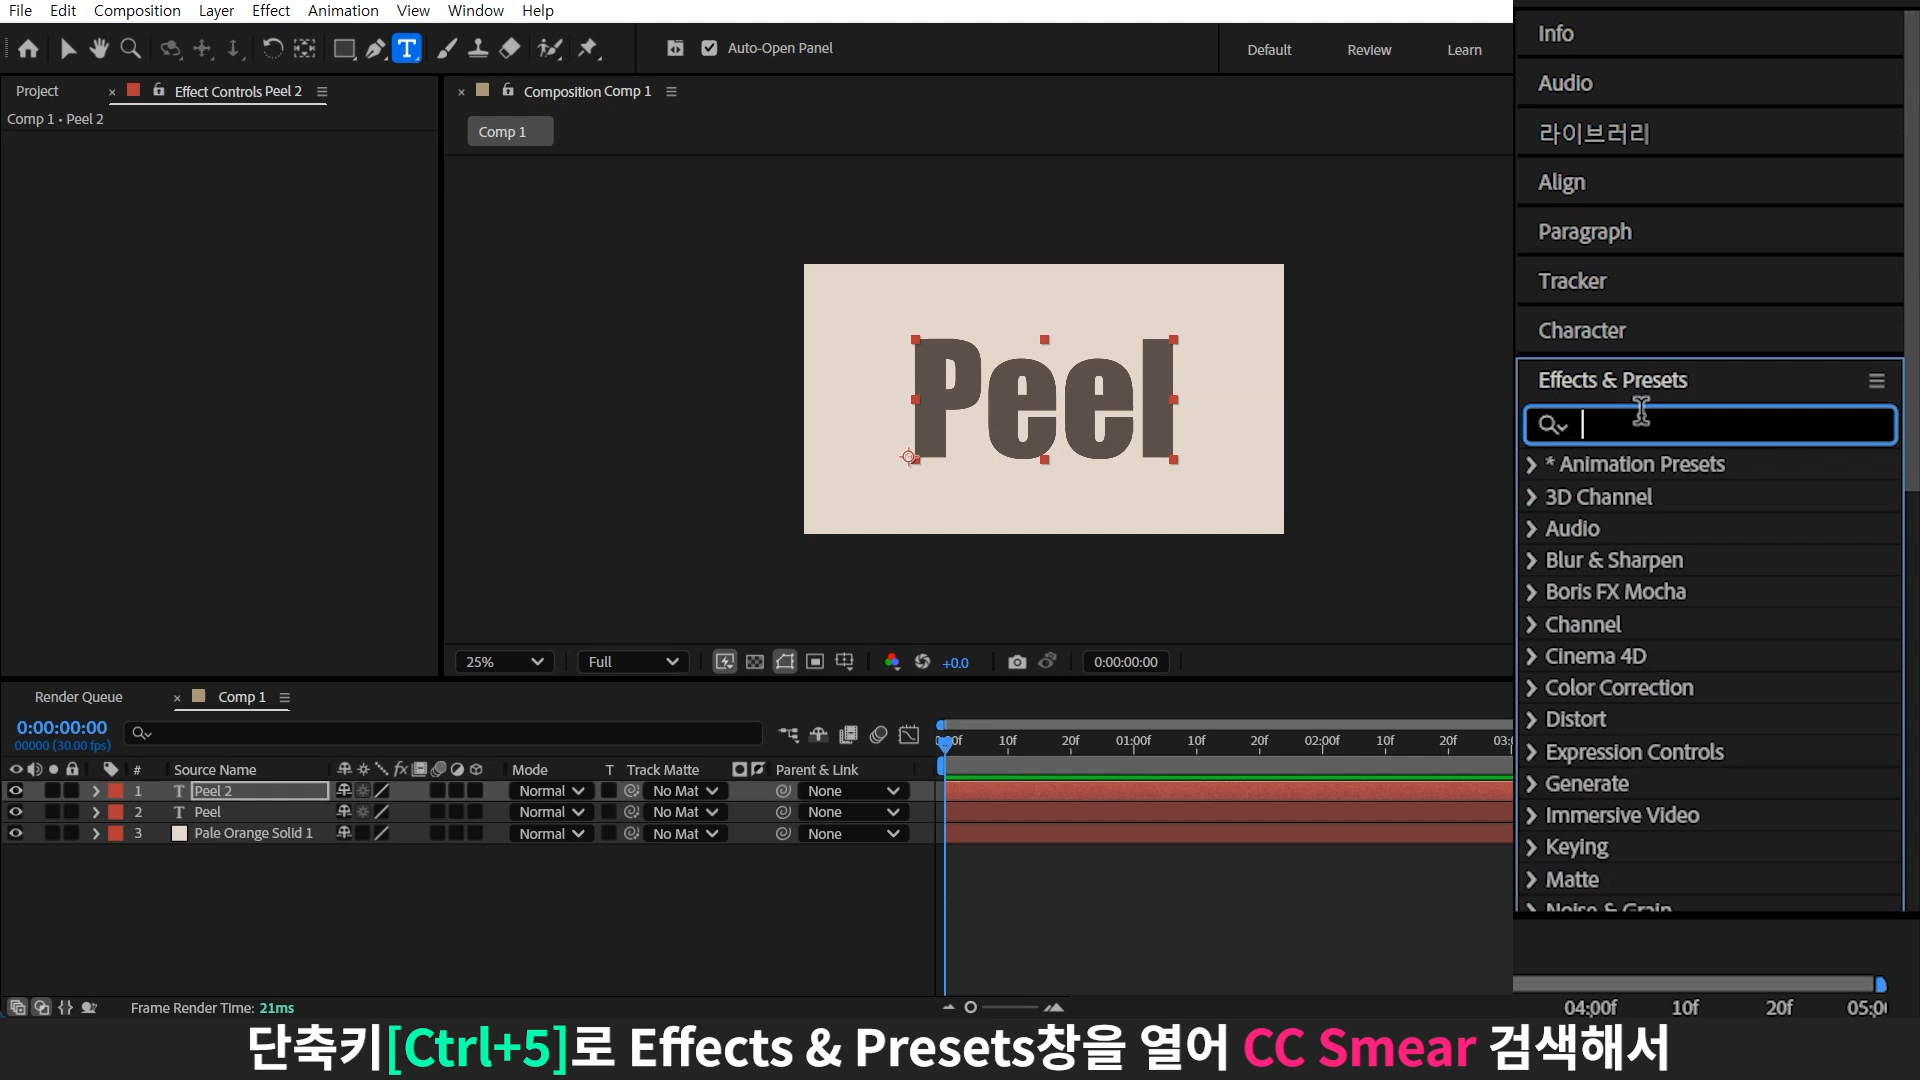 File Edit Composition Layer Effect Animation View Window Help
Auto-Open Panel
Default Review Learn
Project
Effect Controls Peel 2
Comp 1 • Peel 2
Composition Comp 1
Comp 1
Peel
25%
Full
+0.0
0:00:00:00
Info
Audio
라이브러리
Align
Paragraph
Tracker
Character
Effects & Presets
* Animation Presets
3D Channel
Audio
Blur & Sharpen
Boris FX Mocha
Channel
Cinema 4D
Color Correction
Distort
Expression Controls
Generate
Immersive Video
Keying
Matte
Noise & Grain
Render Queue
Comp 1
0:00:00:00
00000 (30.00 fps)
10f 20f 01:00f 10f 20f 02:00f 10f 20f
# Source Name fx Mode T Track Matte Parent & Link
1 T Peel 2 Normal No Mat None
2 T Peel Normal No Mat None
3 Pale Orange Solid 1 Normal No Mat None
Frame Render Time: 21ms
04:00f 10f 20f
단축키[Ctrl+5]로 Effects & Presets창을 열어 CC Smear 검색해서